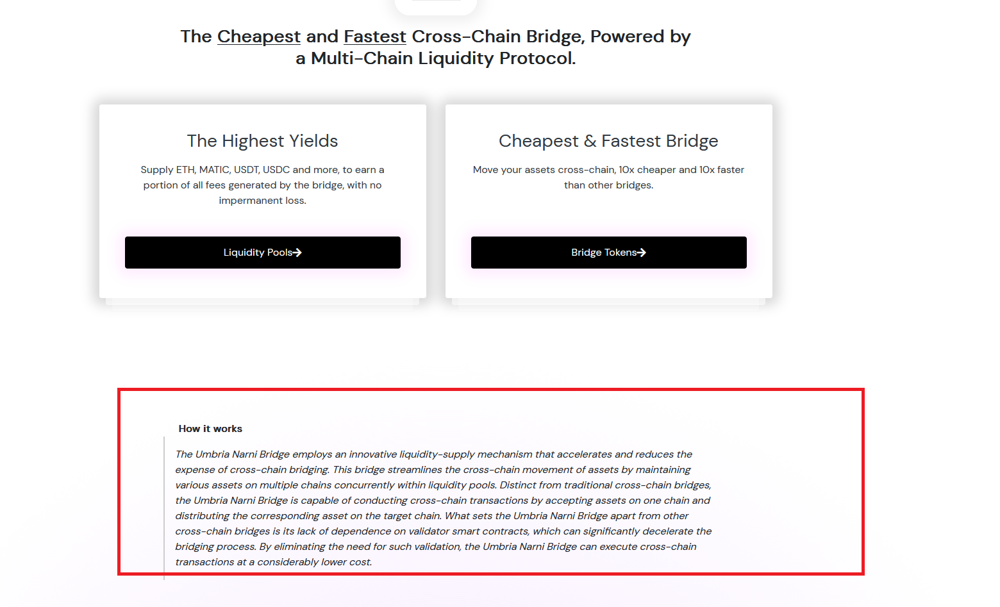 The Cheapest and Fastest Cross-Chain Bridge, Powered by
a Multi-Chain Liquidity Protocol.
The Highest Yields
Supply ETH, MATIC, USDT, USDC and more, to earn a
portion of all fees generated by the bridge, with no
impermanent loss.
Liquidity Pools
Cheapest & Fastest Bridge
Move your assets cross-chain, 10x cheaper and 10x faster
than other bridges.
Bridge Tokens
How it works
The Umbria Narni Bridge employs an innovative liquidity-supply mechanism that accelerates and reduces the
expense of cross-chain bridging. This bridge streamlines the cross-chain movement of assets by maintaining
various assets on multiple chains concurrently within liquidity pools. Distinct from traditional cross-chain bridges,
the Umbria Narni Bridge is capable of conducting cross-chain transactions by accepting assets on one chain and
distributing the corresponding asset on the target chain. What sets the Umbria Narni Bridge apart from other
cross-chain bridges is its lack of dependence on validator smart contracts, which can significantly decelerate the
bridging process. By eliminating the need for such validation, the Umbria Narni Bridge can execute cross-chain
transactions at a considerably lower cost.